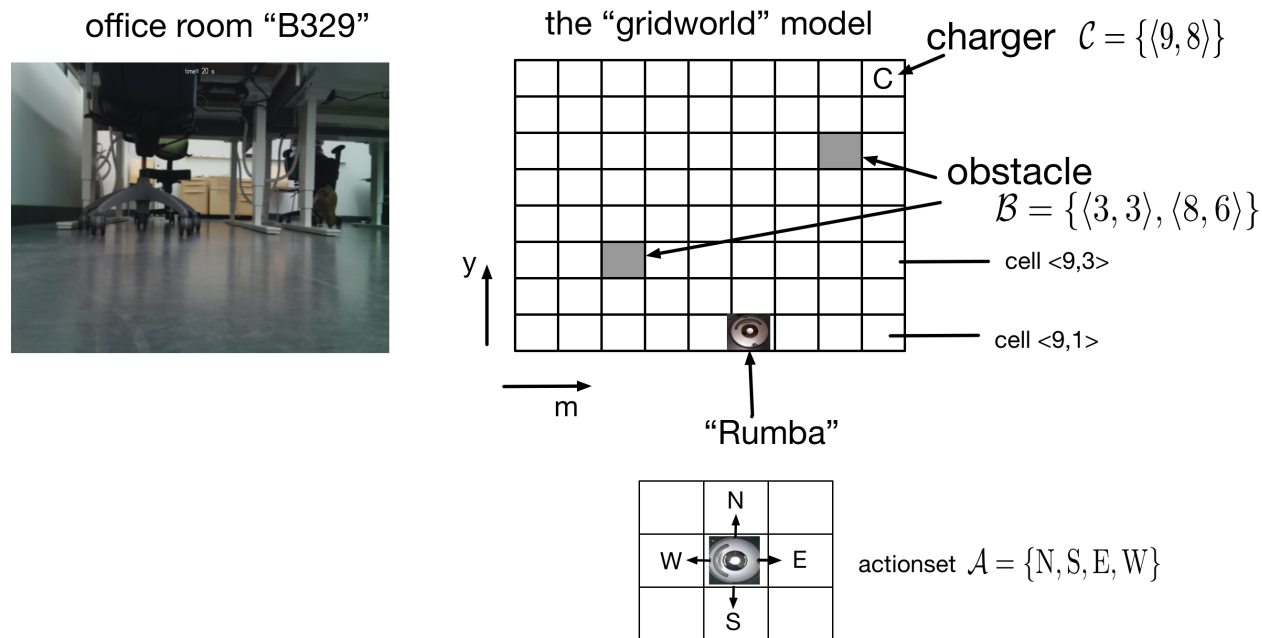 office room “B329”
the “gridworld” model
charger 𝒞 = {⟨9, 8⟩}
time= 20 s
C
obstacle
ℬ = {⟨3, 3⟩, ⟨8, 6⟩}
y
cell <9,3>
cell <9,1>
m
“Rumba”
N
W
E
S
actionset 𝒜 = {N, S, E, W}